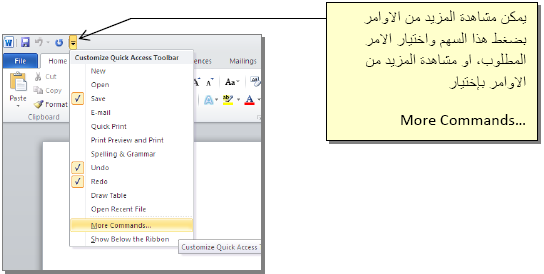 يمكن مشاهدة المزيد من الاوامر
بضغط هذا السهم واختيار الامر
المطلوب، او مشاهدة المزيد من
الاوامر بإختيار
More Commands...
File
Home
ences
Mailings
Customize Quick Access Toolbar
New
Open
Save
E-mail
Quick Print
Print Preview and Print
Spelling & Grammar
Undo
Redo
Draw Table
Open Recent File
More Commands...
Show Below the Ribbon
Cut
Copy
Format
Paste
Clipboard
Aa
A
Customize Quick Access T